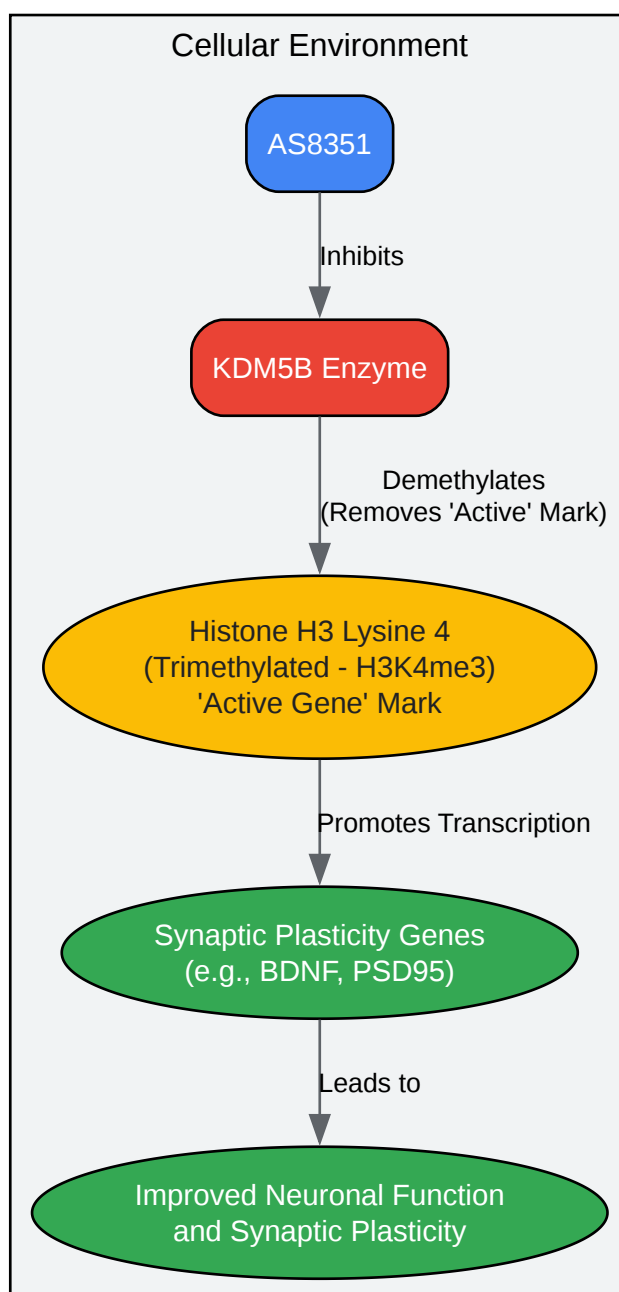 Cellular Environment
AS8351
Inhibits
KDM5B Enzyme
Demethylates
(Removes 'Active' Mark)
Histone H3 Lysine 4
(Trimethylated - H3K4me3)
'Active Gene' Mark
Promotes Transcription
Synaptic Plasticity Genes
(e.g., BDNF, PSD95)
Leads to
Improved Neuronal Function
and Synaptic Plasticity